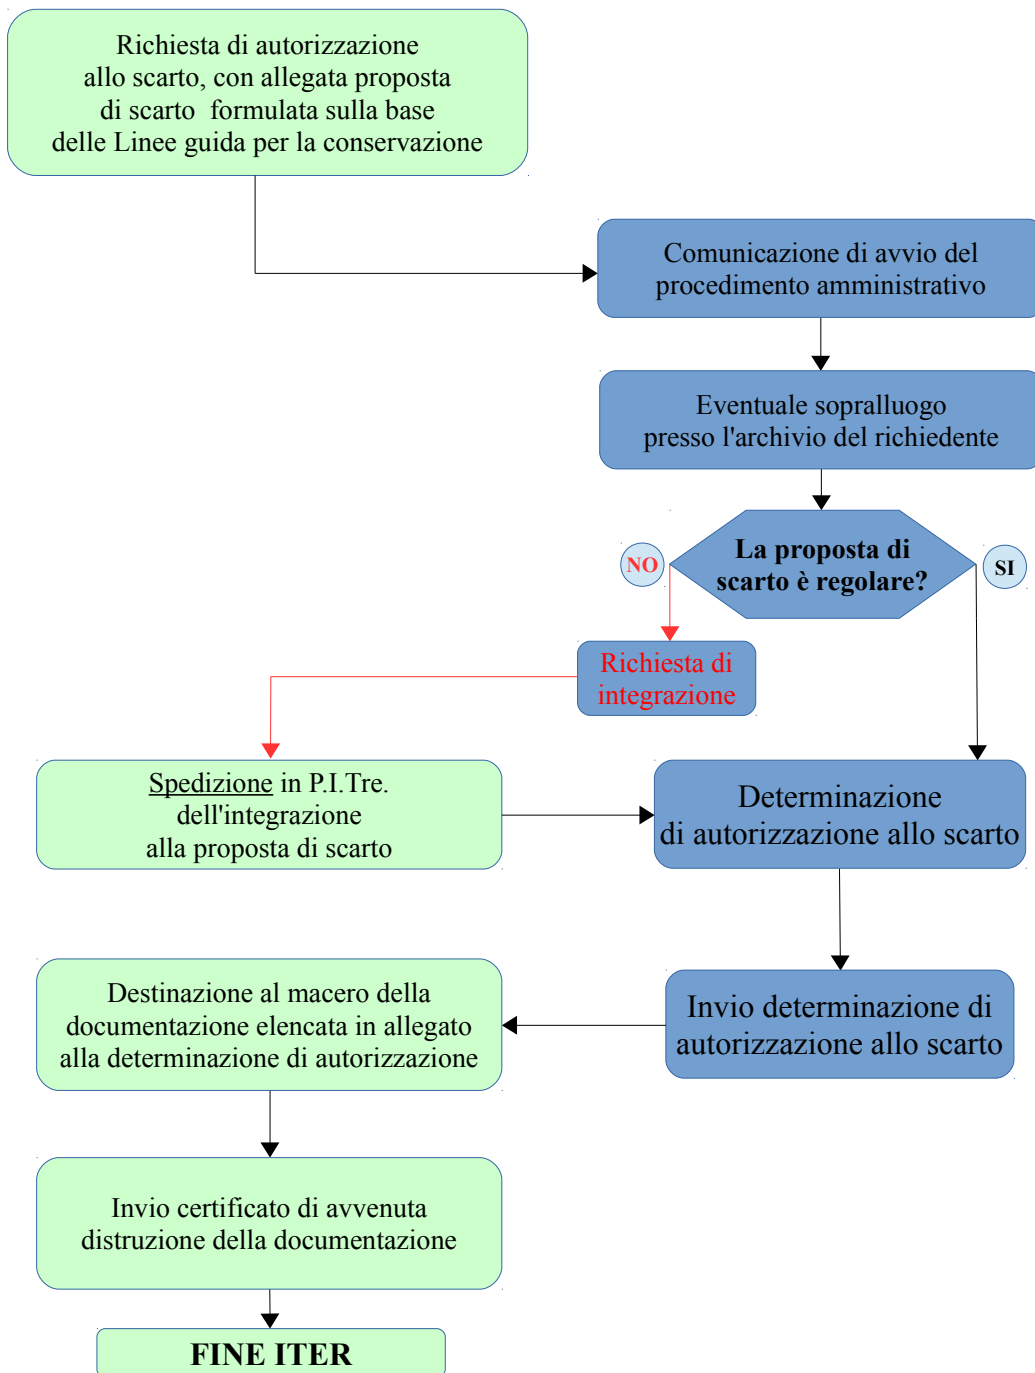 Richiesta di autorizzazione
allo scarto, con allegata proposta
di scarto formulata sulla base
delle Linee guida per la conservazione
Comunicazione di avvio del
procedimento amministrativo
Eventuale sopralluogo
presso l'archivio del richiedente
La proposta di
scarto è regolare?
NO
SI
Richiesta di
integrazione
Spedizione in P.I.Tre.
dell'integrazione
alla proposta di scarto
Determinazione
di autorizzazione allo scarto
Invio determinazione di
autorizzazione allo scarto
Destinazione al macero della
documentazione elencata in allegato
alla determinazione di autorizzazione
Invio certificato di avvenuta
distruzione della documentazione
FINE ITER